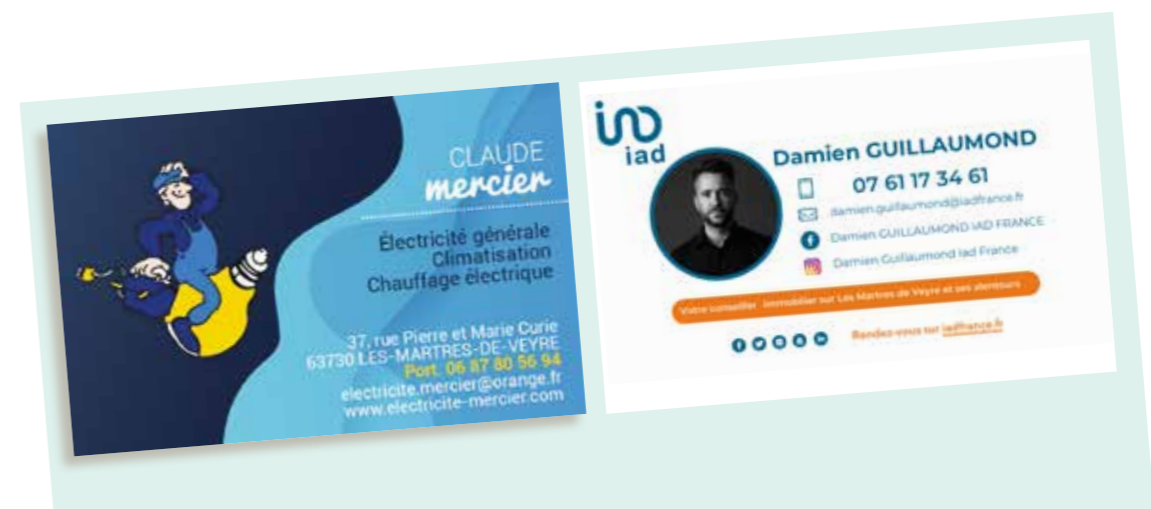 CLAUDE
mercier
Électricité générale
Climatisation
Chauffage électrique
37, rue Pierre et Marie Curie
63730 LES-MARTRES-DE-VEYRE
Port. 06 87 80 56 94
electricite.mercier@orange.fr
www.electricite-mercier.com
iad
Damien GUILLAUMOND
07 61 17 34 61
damien.guillaumond@iadfrance.fr
Damien GUILLAUMOND IAD FRANCE
Damien Guillaumond Iad France
Votre conseiller immobilier sur Les Martres de Veyre et ses alentours
Rendez-vous sur iadfrance.fr